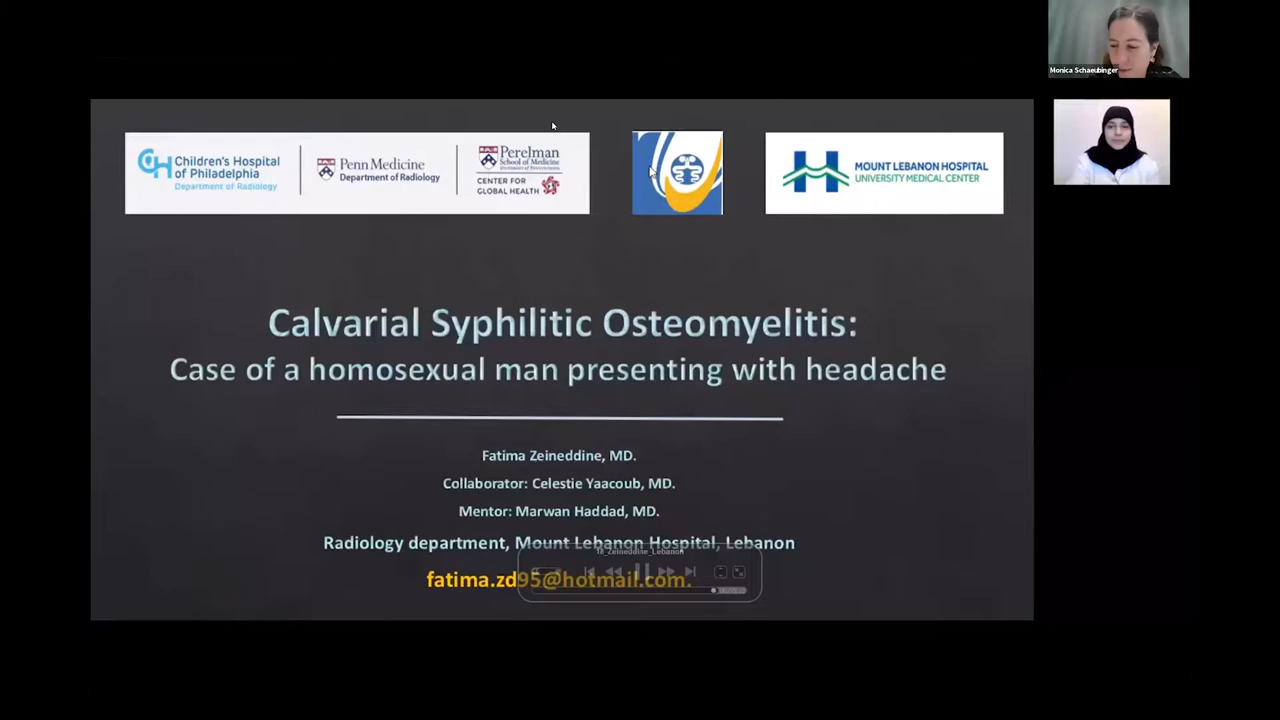 Monica Schaeubinger
Children's Hospital
of Philadelphia
Department of Radiology
Penn Medicine
Department of Radiology
Perelman
School of Medicine
CENTER FOR
GLOBAL HEALTH
MOUNT LEBANON HOSPITAL
UNIVERSITY MEDICAL CENTER
Calvarial Syphilitic Osteomyelitis:
Case of a homosexual man presenting with headache
Fatima Zeineddine, MD.
Collaborator: Celestie Yaacoub, MD.
Mentor: Marwan Haddad, MD.
Radiology department, Mount Lebanon Hospital, Lebanon
fatima.zd95@hotmail.com.